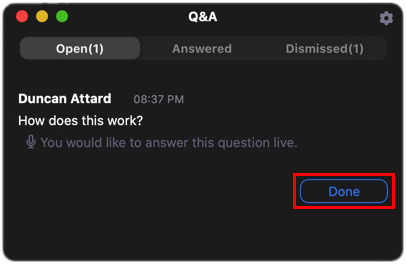 Q&A
Open(1) Answered Dismissed(1)
Duncan Attard 08:37 PM
How does this work?
You would like to answer this question live.
Done